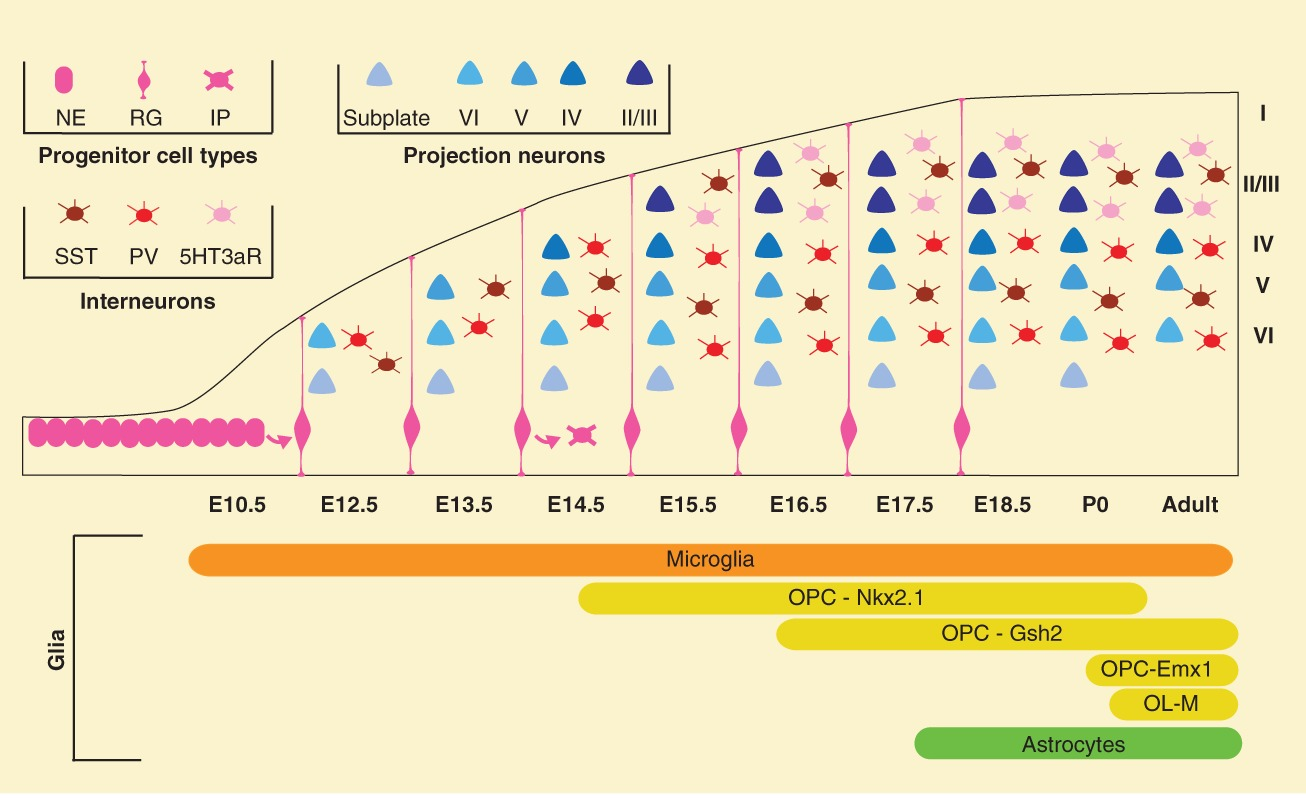 NE RG IP
Progenitor cell types
Subplate VI V IV II/III
Projection neurons
SST PV 5HT3aR
Interneurons
I
II/III
IV
V
VI
E10.5 E12.5 E13.5 E14.5 E15.5 E16.5 E17.5 E18.5 P0 Adult
Glia
Microglia
OPC - Nkx2.1
OPC - Gsh2
OPC-Emx1
OL-M
Astrocytes